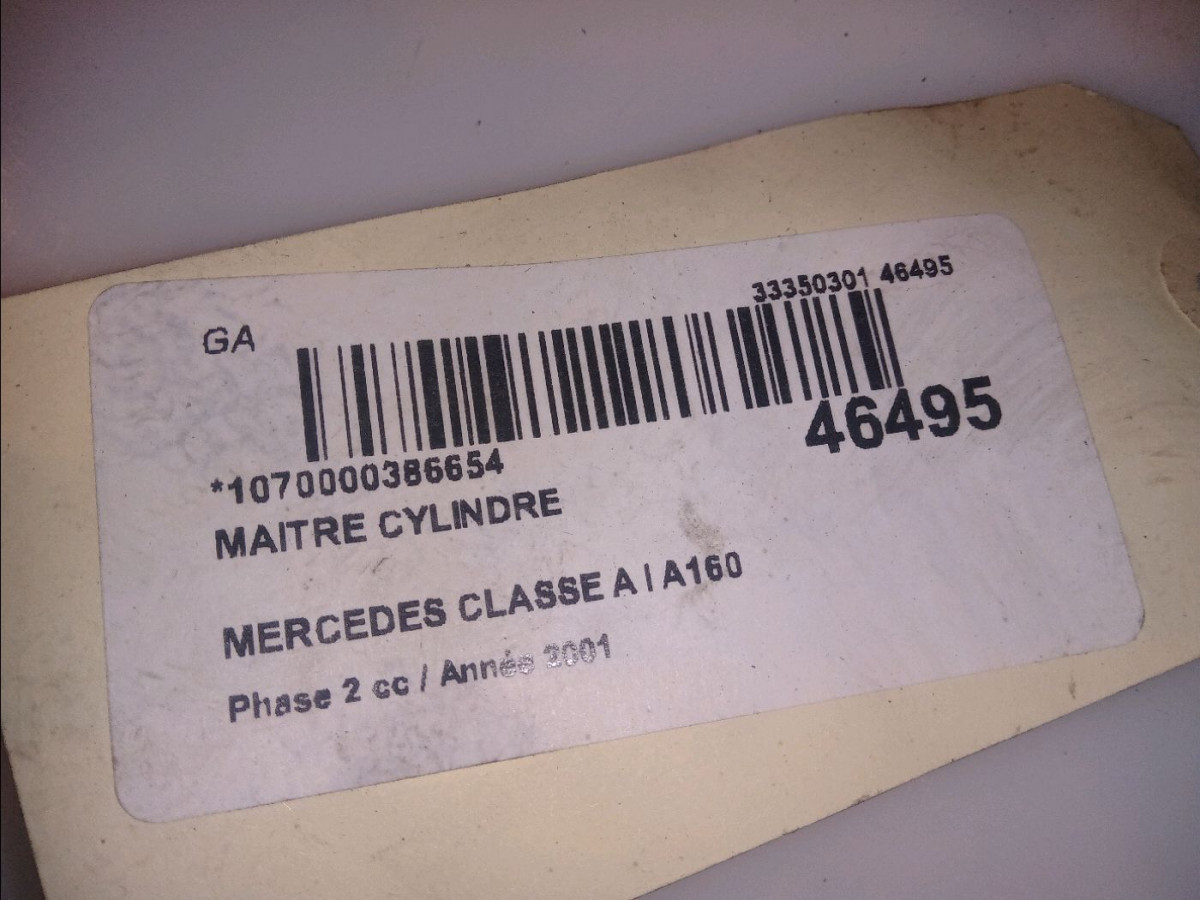 GA
33350301 46495
46495
*1070000386654
MAITRE CYLINDRE
MERCEDES CLASSE A I A160
Phase 2 cc / Année 2001